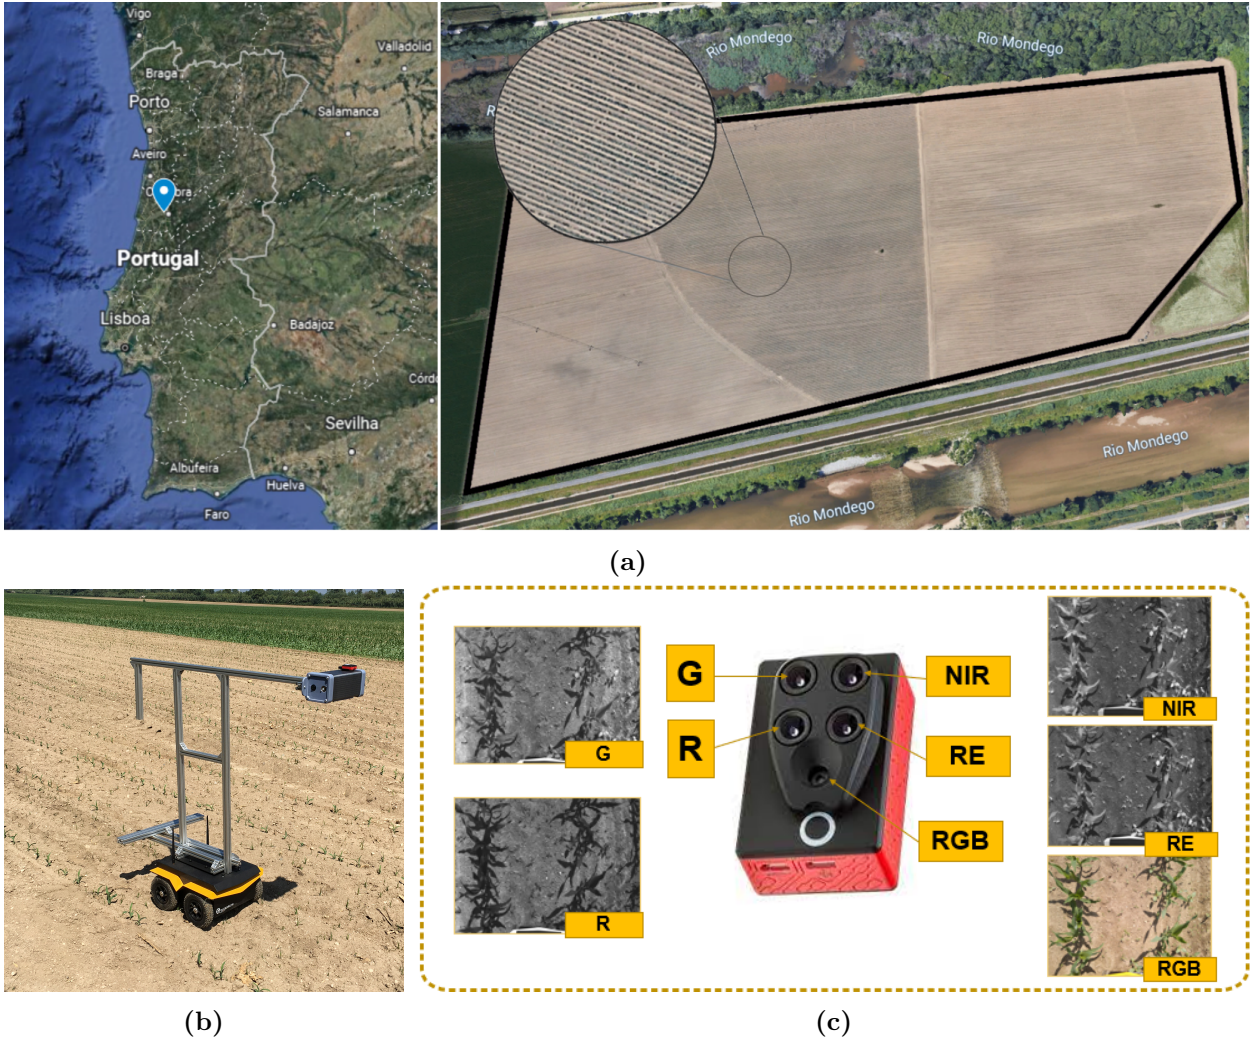 Vigo
Valladolid
Braga
Porto
Salamanca
Aveiro
Portugal
Lisboa
Badajoz
Sevilha
Albufeira
Huelva
Faro
Rio Mondego
Rio Mondego
Rio Mondego
Rio Mondego
(a)
G
R
G
R
NIR
RE
RGB
NIR
RE
RGB
(b)
(c)